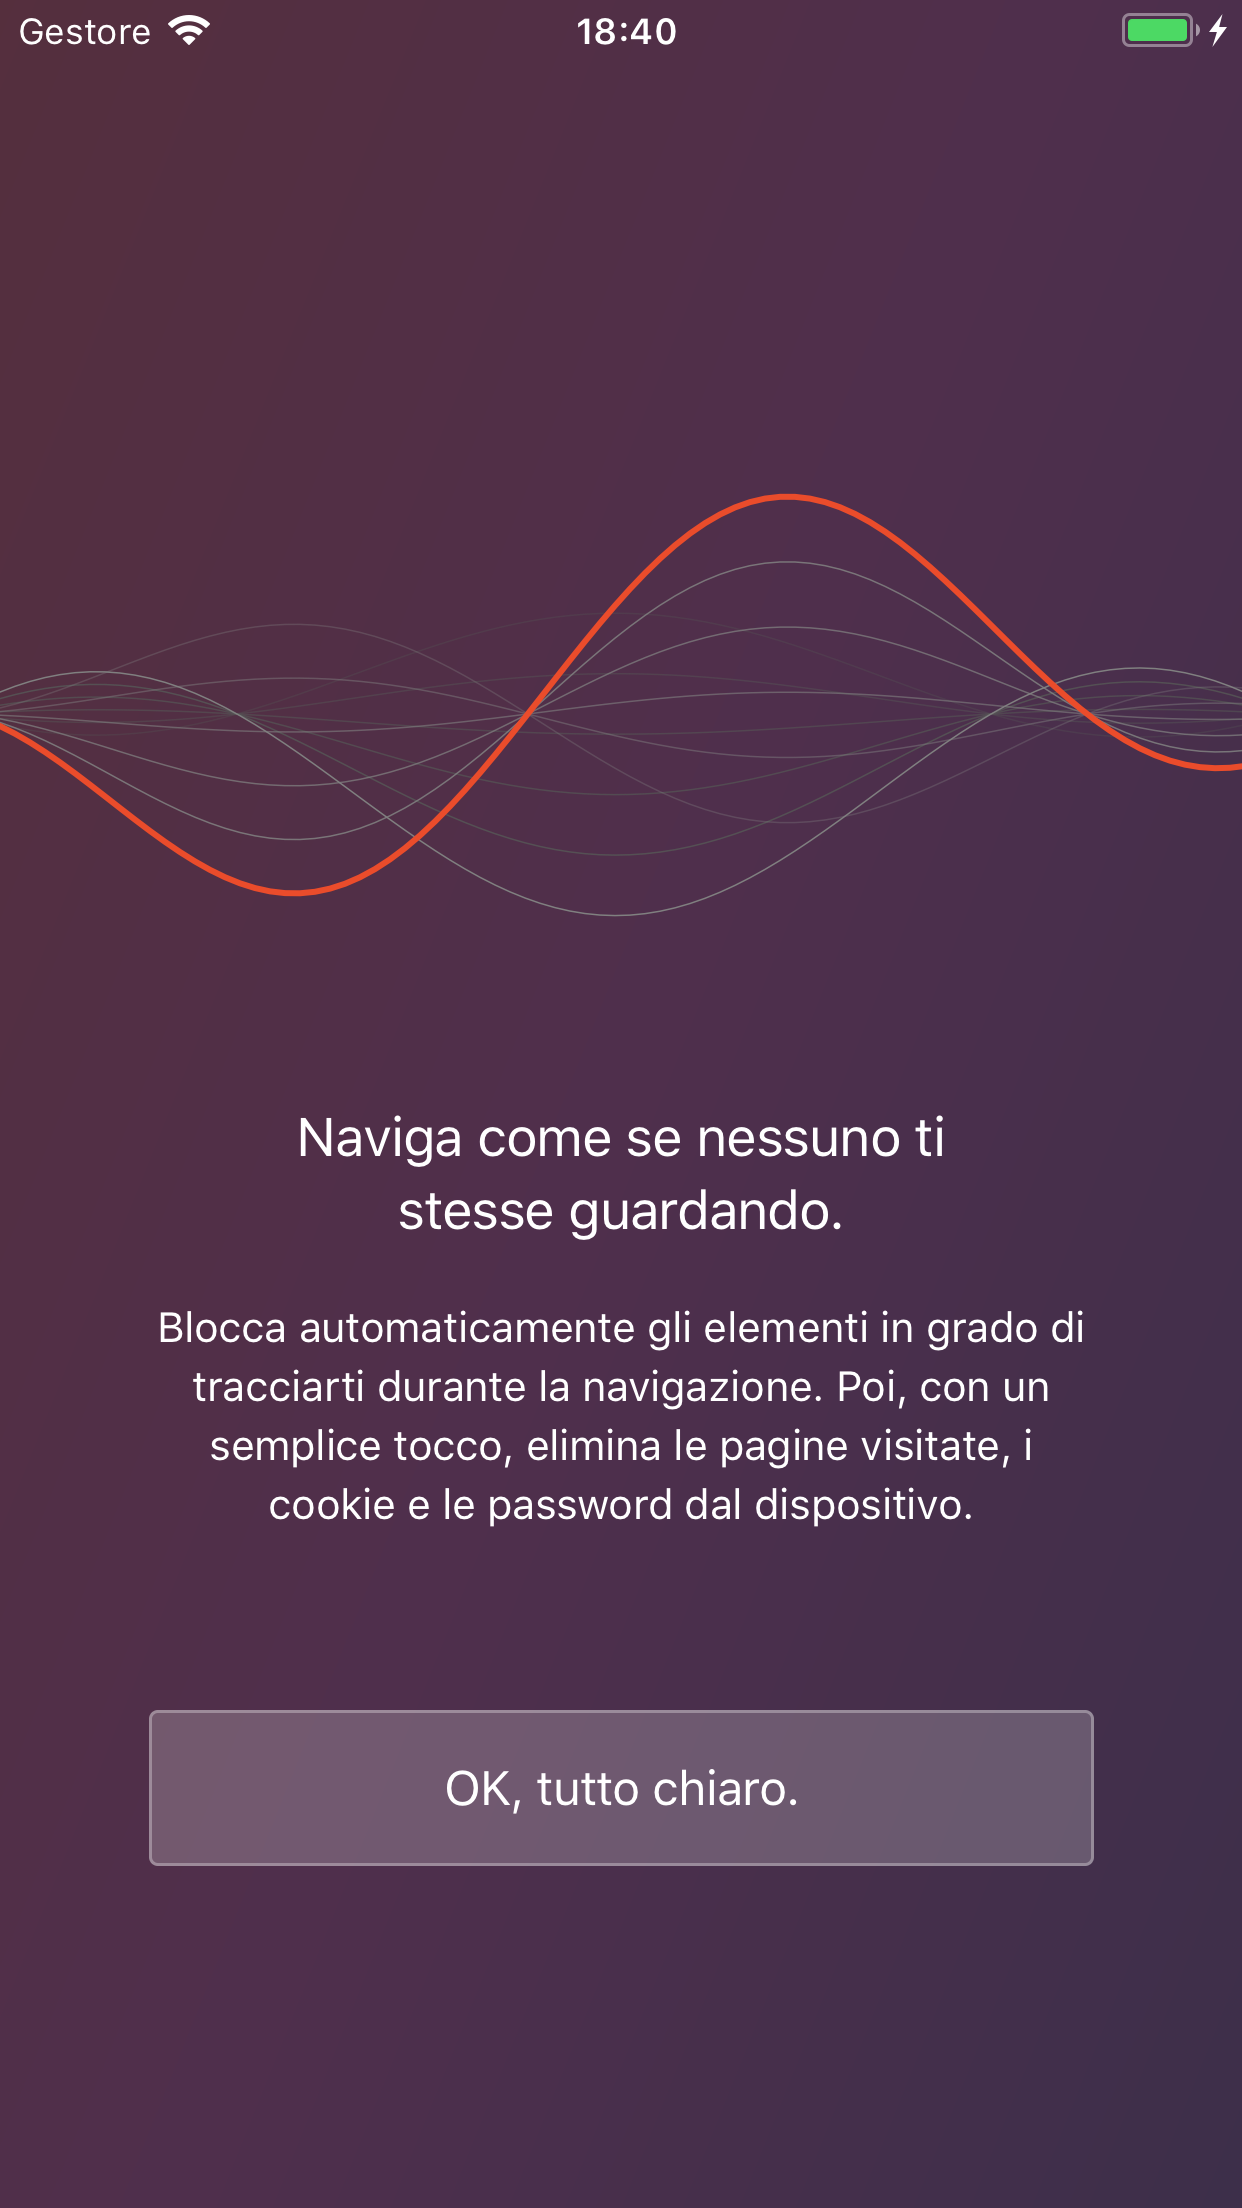 Gestore
18:40
Naviga come se nessuno ti
stesse guardando.
Blocca automaticamente gli elementi in grado di
tracciarti durante la navigazione. Poi, con un
semplice tocco, elimina le pagine visitate, i
cookie e le password dal dispositivo.
OK, tutto chiaro.